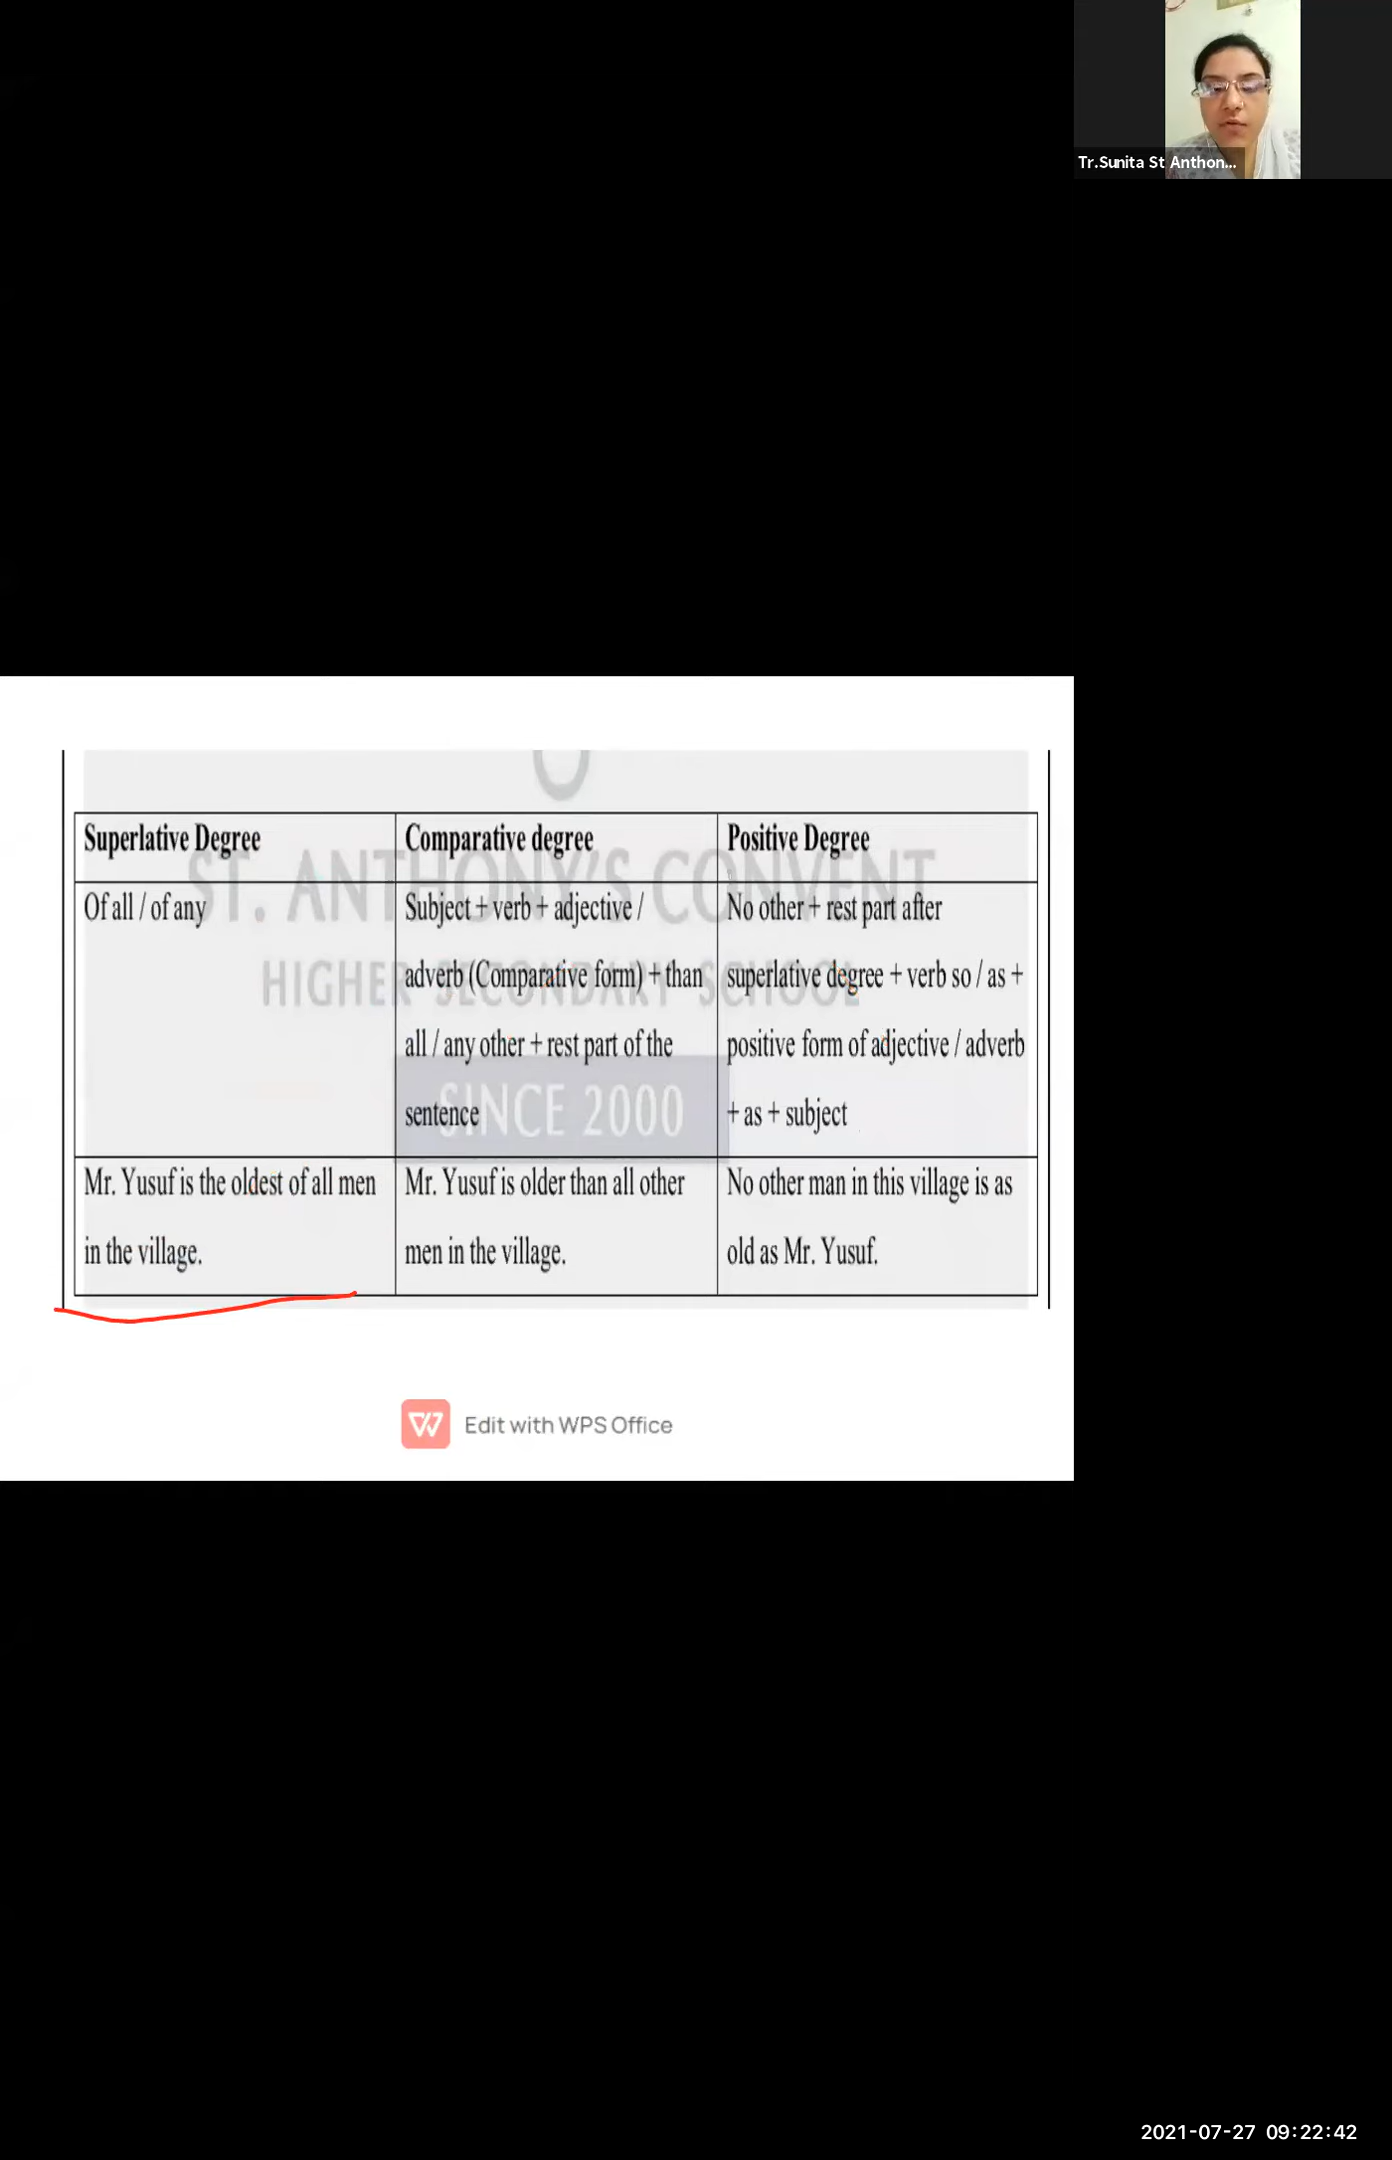 Tr.Sunita St Anthon...
ST. ANTHONY'S CONVENT
HIGHER SECONDARY SCHOOL
SINCE 2000
Superlative Degree
Comparative degree
Positive Degree
Of all / of any
Subject + verb + adjective /
adverb (Comparative form) + than
all / any other + rest part of the
sentence
No other + rest part after
superlative degree + verb so / as +
positive form of adjective / adverb
+ as + subject
Mr. Yusuf is the oldest of all men
in the village.
Mr. Yusuf is older than all other
men in the village.
No other man in this village is as
old as Mr. Yusuf.
Edit with WPS Office
2021-07-27 09:22:42